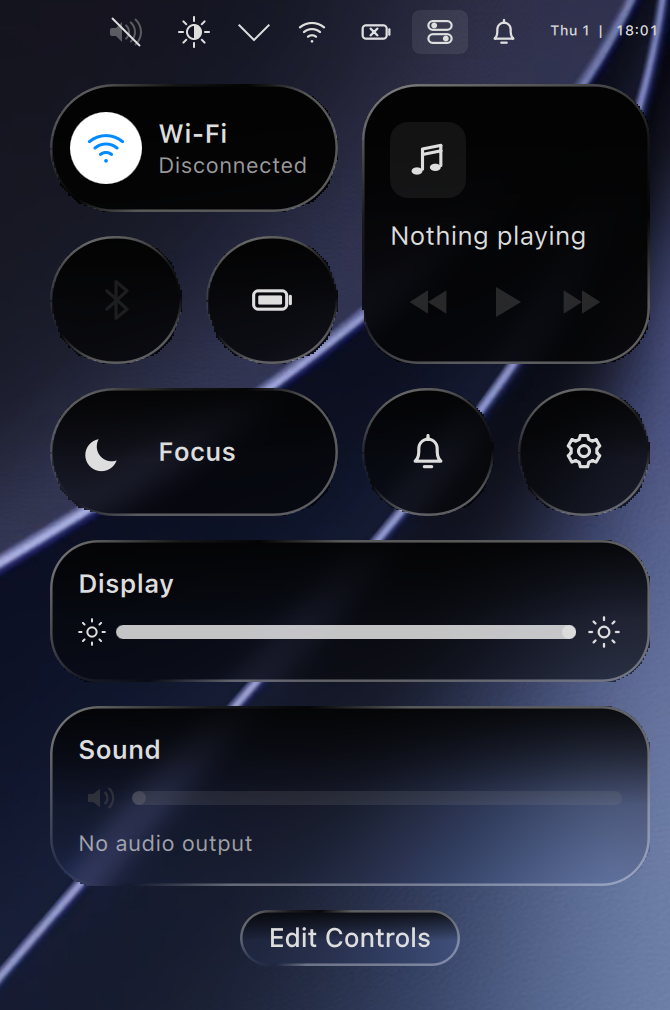 Thu 1 | 18:01
Wi-Fi
Disconnected
Nothing playing
Focus
Display
Sound
No audio output
Edit Controls